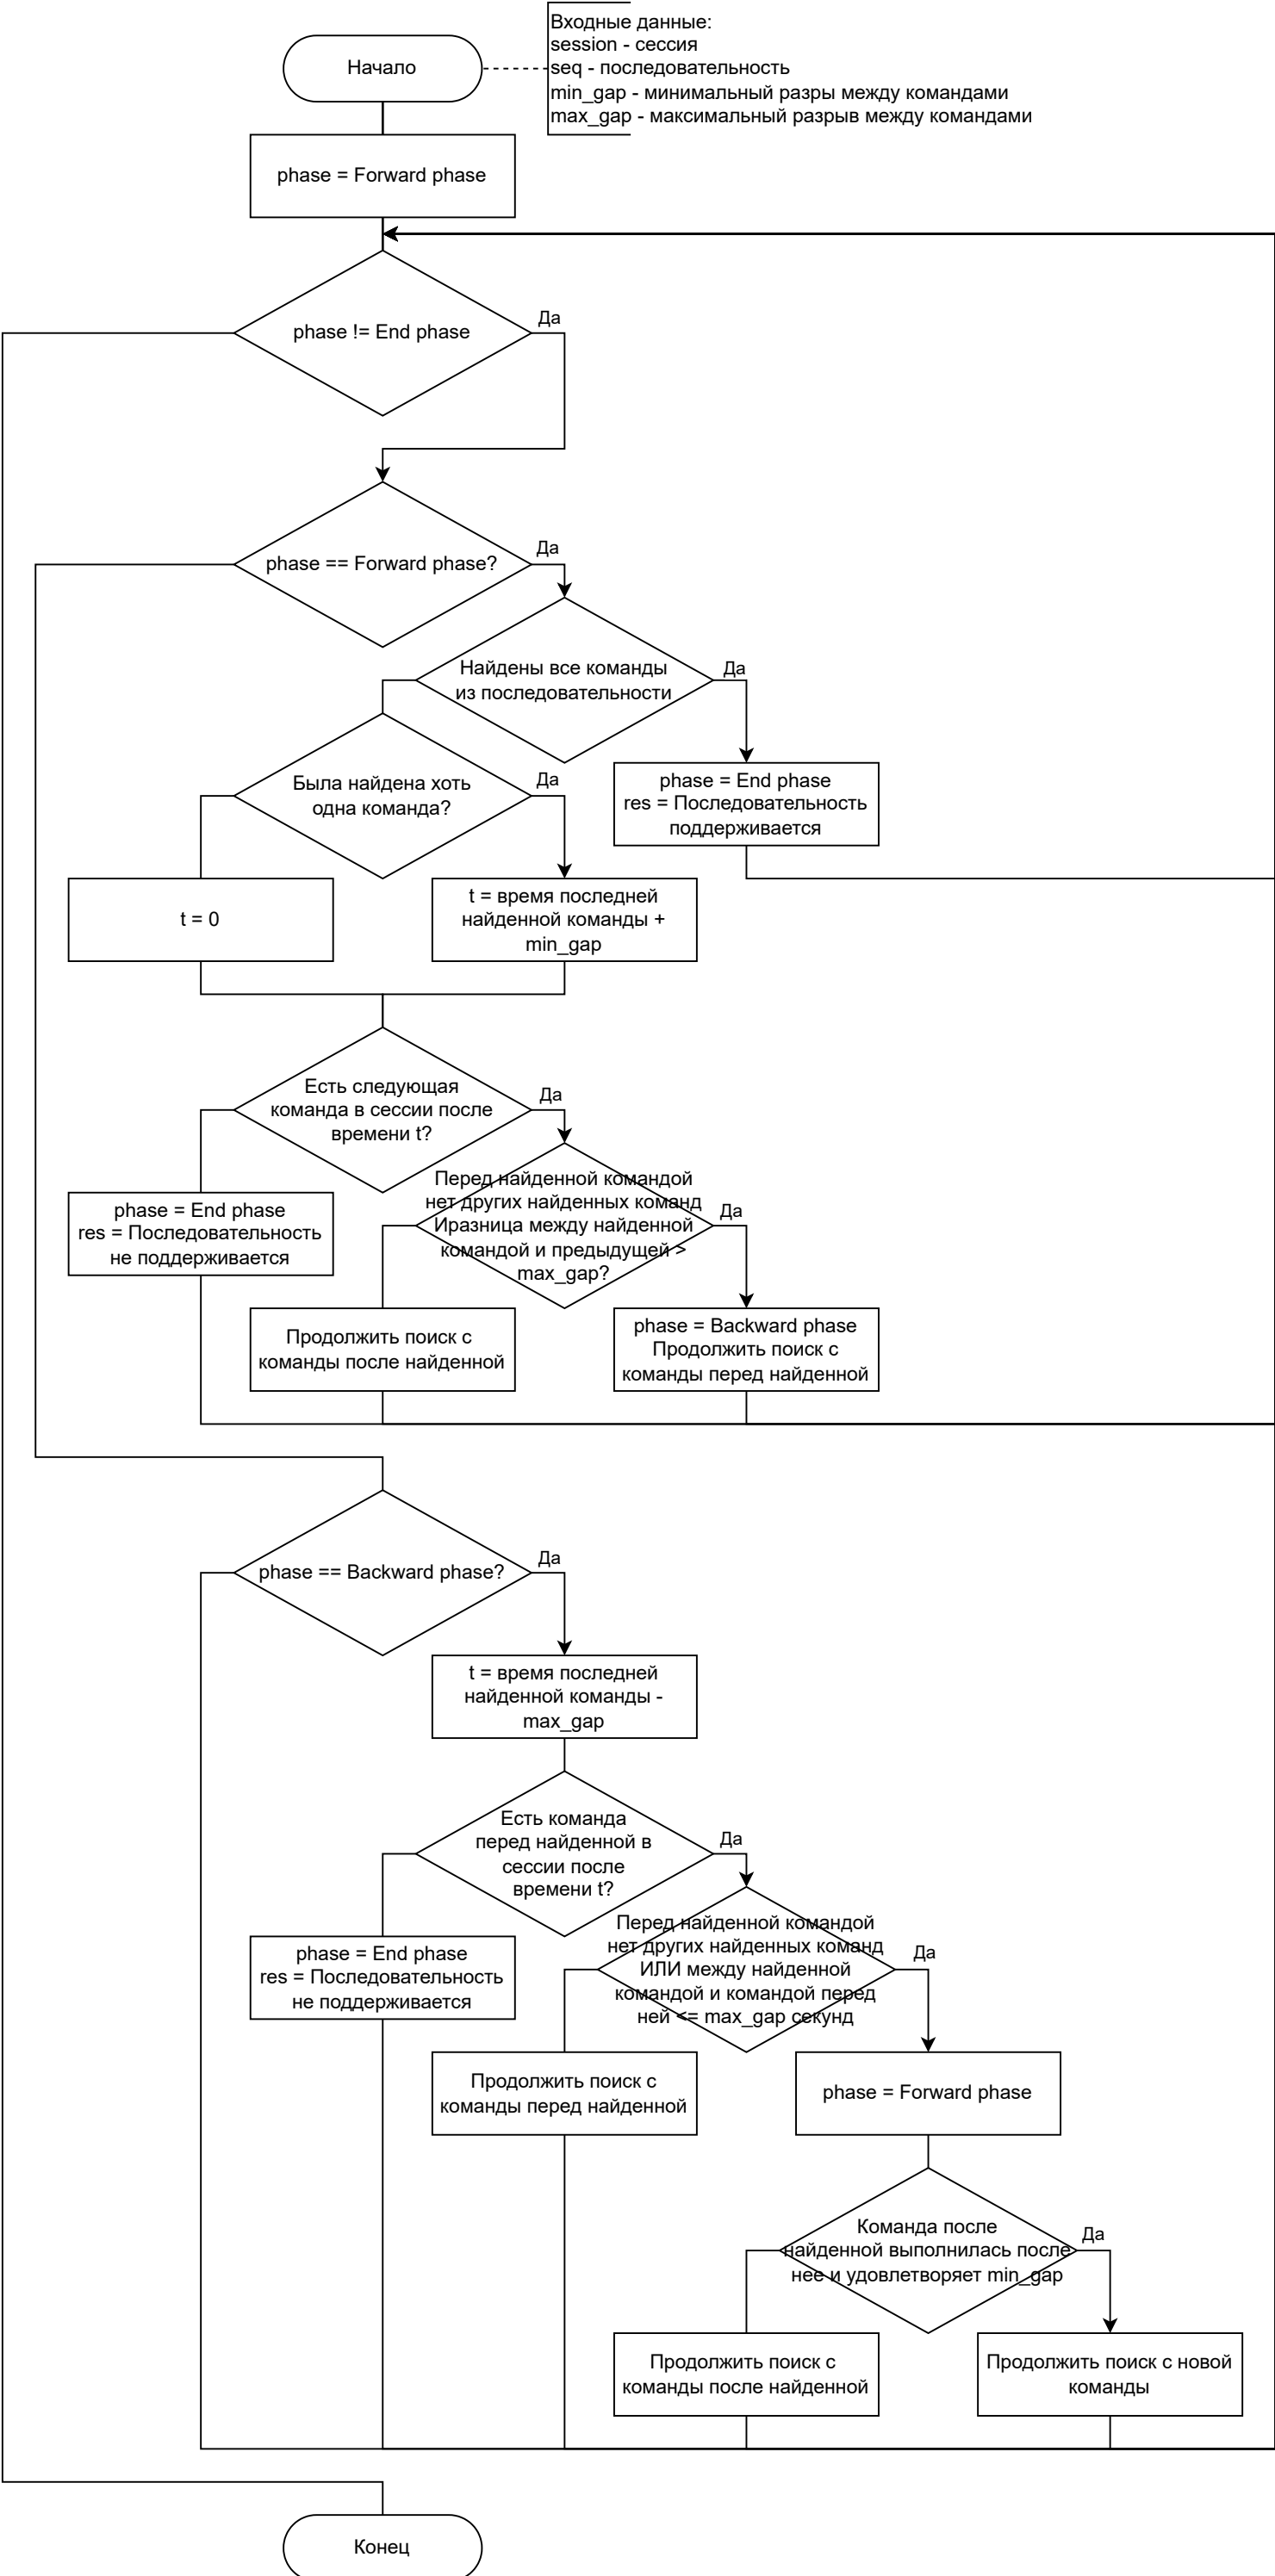 Входные данные:
session - сессия
seq - последовательность
min_gap - минимальный разры между командами
max_gap - максимальный разрыв между командами
Начало
phase = Forward phase
phase != End phase
Да
phase == Forward phase?
Да
Найдены все команды
из последовательности
Да
phase = End phase
res = Последовательность
поддерживается
Была найдена хоть
одна команда?
Да
t = 0
t = время последней
найденной команды +
min_gap
Есть следующая
команда в сессии после
времени t?
Да
phase = End phase
res = Последовательность
не поддерживается
Перед найденной командой
нет других найденных команд
Иразница между найденной
командой и предыдущей >
max_gap?
Да
Продолжить поиск с
команды после найденной
phase = Backward phase
Продолжить поиск с
команды перед найденной
phase == Backward phase?
Да
t = время последней
найденной команды -
max_gap
Есть команда
перед найденной в
сессии после
времени t?
Да
phase = End phase
res = Последовательность
не поддерживается
Перед найденной командой
нет других найденных команд
ИЛИ между найденной
командой и командой перед
ней <= max_gap секунд
Да
Продолжить поиск с
команды перед найденной
phase = Forward phase
Команда после
найденной выполнилась после
нее и удовлетворяет min_gap
Да
Продолжить поиск с
команды после найденной
Продолжить поиск с новой
команды
Конец